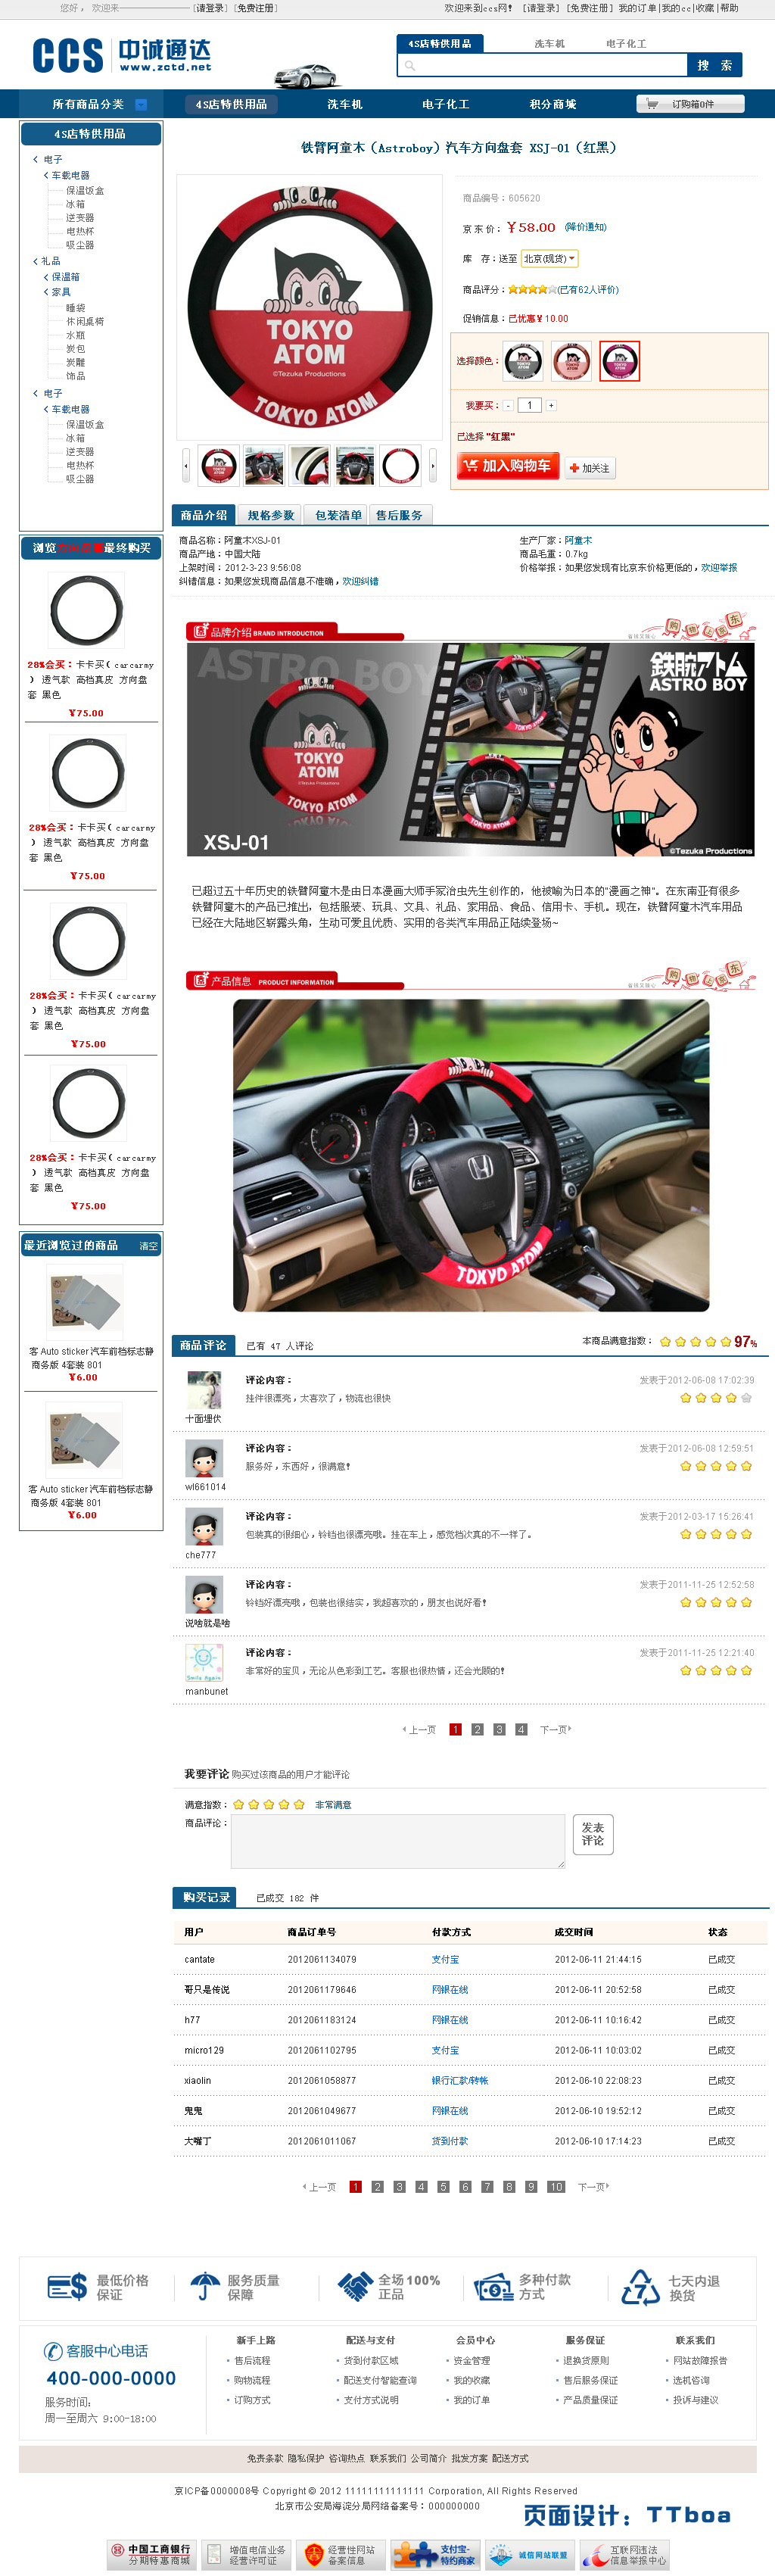 您好， 欢迎来 [请登录] [免费注册]
欢迎来到ccs网！ [请登录] [免费注册] 我的订单|我的cc|收藏|帮助
CCS 中诚通达
www.zctd.net
4S店特供用品 洗车机 电子化工
搜 索
所有商品分类 4S店特供用品 洗车机 电子化工 积分商城 订购箱0件
4S店特供用品
电子
车载电器
保温饭盒
冰箱
逆变器
电热杯
吸尘器
礼品
保温箱
家具
睡袋
休闲桌椅
水瓶
炭包
炭雕
饰品
电子
车载电器
保温饭盒
冰箱
逆变器
电热杯
吸尘器
铁臂阿童木（Astroboy）汽车方向盘套 XSJ-01（红黑）
TOKYO
ATOM
©Tezuka Productions
商品编号：605620
京 东 价：￥58.00 (降价通知)
库 存：送至 北京(现货)
商品评分： (已有62人评价)
促销信息：已优惠￥10.00
选择颜色：
我要买： - 1 +
已选择 "红黑"
加入购物车 加关注
商品介绍 规格参数 包装清单 售后服务
商品名称：阿童木XSJ-01 生产厂家：阿童木
商品产地：中国大陆 商品毛重：0.7kg
上架时间：2012-3-23 9:56:08 价格举报：如果您发现有比京东价格更低的，欢迎举报
纠错信息：如果您发现商品信息不准确，欢迎纠错
浏览 最终购买
28%会买：卡卡买（carcarmy
） 透气款 高档真皮 方向盘
套 黑色
¥75.00
28%会买：卡卡买（carcarmy
） 透气款 高档真皮 方向盘
套 黑色
¥75.00
28%会买：卡卡买（carcarmy
） 透气款 高档真皮 方向盘
套 黑色
¥75.00
28%会买：卡卡买（carcarmy
） 透气款 高档真皮 方向盘
套 黑色
¥75.00
最近浏览过的商品 清空
客 Auto sticker 汽车前档标志静
商务版 4套装 801
¥6.00
客 Auto sticker 汽车前档标志静
商务版 4套装 801
¥6.00
品牌介绍 BRAND INTRODUCTION
购物上京东
ASTRO BOY
TOKYO
ATOM
TOKYO ATOM
TOKYO ATOM
鉄腕アトム
ASTRO BOY
XSJ-01
©Tezuka Productions
已超过五十年历史的铁臂阿童木是由日本漫画大师手冢治虫先生创作的，他被喻为日本的"漫画之神"。在东南亚有很多
铁臂阿童木的产品已推出，包括服装、玩具、文具、礼品、家用品、食品、信用卡、手机。现在，铁臂阿童木汽车用品
已经在大陆地区崭露头角，生动可爱且优质、实用的各类汽车用品正陆续登场~
产品信息 PRODUCT INFORMATION
购物上京东
TOKYO ATOM
商品评论 已有 47 人评论 本商品满意指数： 97%
评论内容： 发表于2012-06-08 17:02:39
挂件很漂亮，太喜欢了，物流也很快
十面埋伏
评论内容： 发表于2012-06-08 12:59:51
服务好，东西好，很满意！
wl661014
评论内容： 发表于2012-03-17 15:26:41
包装真的很细心，铃铛也很漂亮哦。挂在车上，感觉档次真的不一样了。
che777
评论内容： 发表于2011-11-25 12:52:58
铃铛好漂亮哦，包装也很结实，我超喜欢的，朋友也说好看！
说啥就是啥
评论内容： 发表于2011-11-25 12:21:40
非常好的宝贝，无论从色彩到工艺。客服也很热情，还会光顾的！
Smile Again
manbunet
上一页 1 2 3 4 下一页
我要评论 购买过该商品的用户才能评论
满意指数： 非常满意
商品评论：
发表
评论
购买记录 已成交 182 件
用户 商品订单号 付款方式 成交时间 状态
cantate 2012061134079 支付宝 2012-06-11 21:44:15 已成交
哥只是传说 2012061179646 网银在线 2012-06-11 20:52:58 已成交
h77 2012061183124 网银在线 2012-06-11 10:16:42 已成交
micro129 2012061102795 支付宝 2012-06-11 10:03:02 已成交
xiaolin 2012061058877 银行汇款/转帐 2012-06-10 22:08:23 已成交
鬼鬼 2012061049677 网银在线 2012-06-10 19:52:12 已成交
大嘴丁 2012061011067 货到付款 2012-06-10 17:14:23 已成交
上一页 1 2 3 4 5 6 7 8 9 10 下一页
最低价格
保证
服务质量
保障
全场100%
正品
多种付款
方式
七天内退
换货
客服中心电话
400-000-0000
服务时间：
周一至周六 9:00-18:00
新手上路 配送与支付 会员中心 服务保证 联系我们
售后流程 货到付款区域 资金管理 退换货原则 网站故障报告
购物流程 配送支付智能查询 我的收藏 售后服务保证 选机咨询
订购方式 支付方式说明 我的订单 产品质量保证 投诉与建议
免责条款 隐私保护 咨询热点 联系我们 公司简介 批发方案 配送方式
京ICP备0000008号 Copyright © 2012 11111111111111 Corporation, All Rights Reserved
北京市公安局海淀分局网络备案号：000000000
页面设计：TTboa
中国工商银行
分期特惠商城
增值电信业务
经营许可证
经营性网站
备案信息
支付宝-
特约商家
诚信网站联盟
互联网违法
信息举报中心